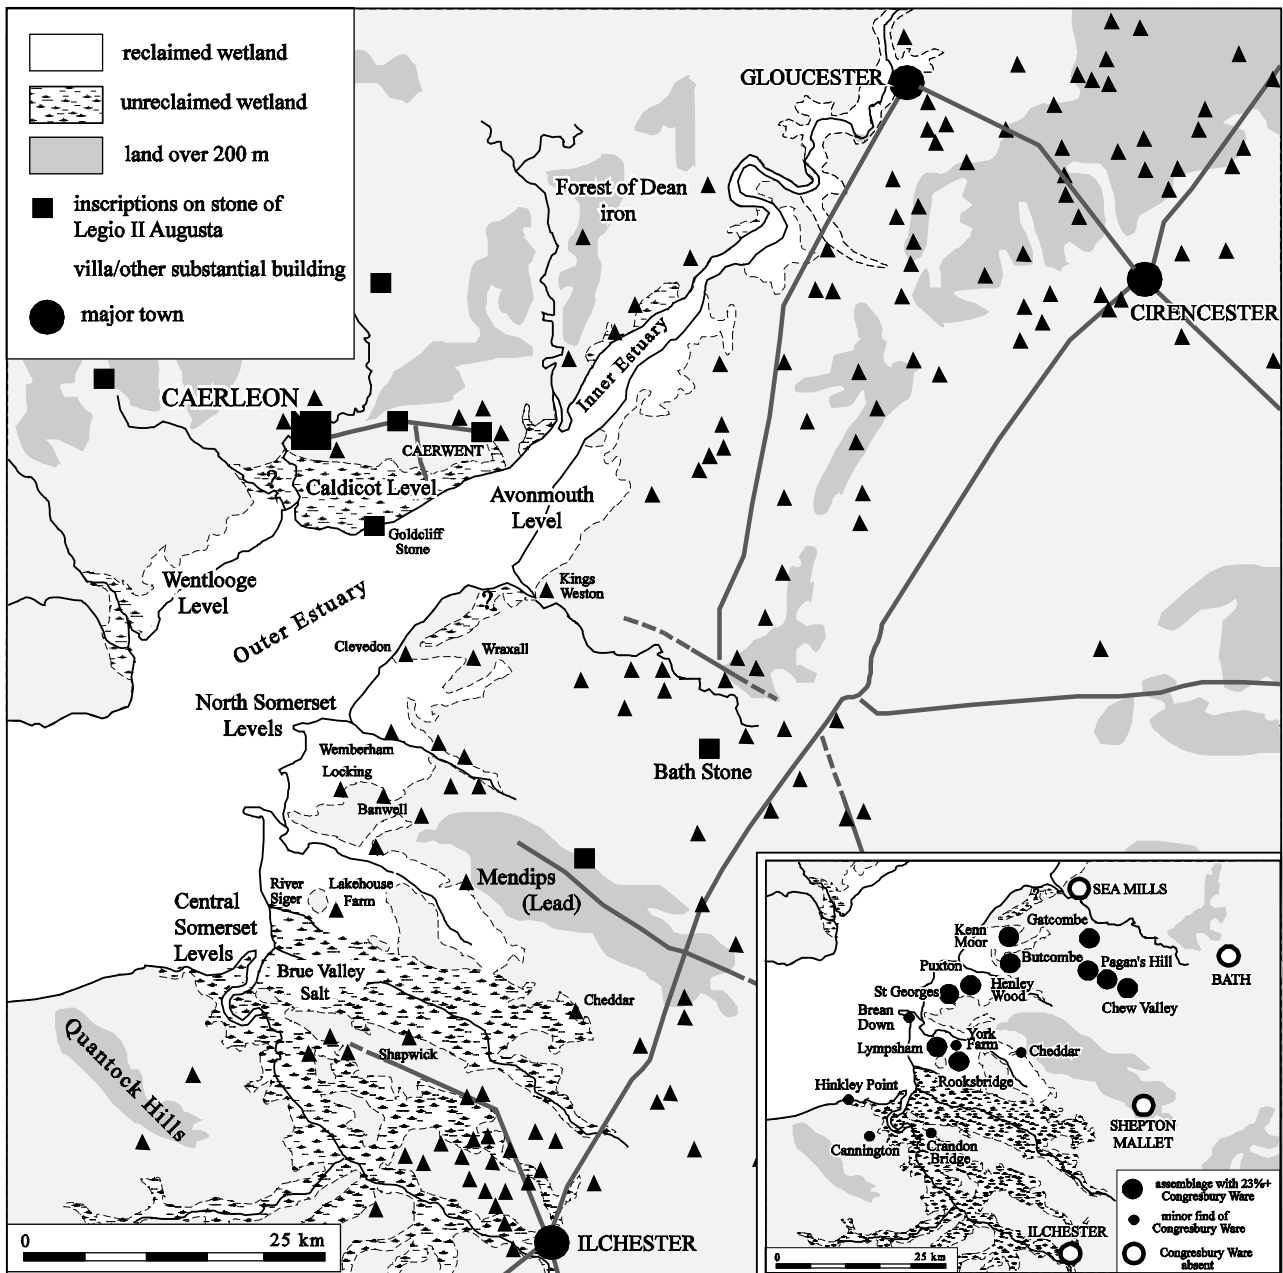 reclaimed wetland
unreclaimed wetland
land over 200 m
inscriptions on stone of
Legio II Augusta
villa/other substantial building
major town
GLOUCESTER
Forest of Dean
iron
CIRENCESTER
Inner Estuary
CAERLEON
CAERWENT
?
Caldicot Level
Avonmouth
Level
Goldcliff
Stone
Wentlooge
Level
Kings
Weston
?
Outer Estuary
Clevedon
Wraxall
North Somerset
Levels
Wemberham
Locking
Banwell
Bath Stone
Mendips
(Lead)
River
Siger
Lakehouse
Farm
Central
Somerset
Levels
Brue Valley
Salt
Cheddar
Shapwick
Quantock Hills
ILCHESTER
0 25 km
?
SEA MILLS
Gatcombe
Kenn
Moor
Butcombe
Pagan's Hill
BATH
Puxton
Henley
Wood
St Georges
Chew Valley
Brean
Down
York
Farm
Lympsham
Cheddar
Rooksbridge
Hinkley Point
SHEPTON
MALLET
Cannington
Crandon
Bridge
ILCHESTER
assemblage with 23%+
Congresbury Ware
minor find of
Congresbury Ware
Congresbury Ware
absent
0 25 km